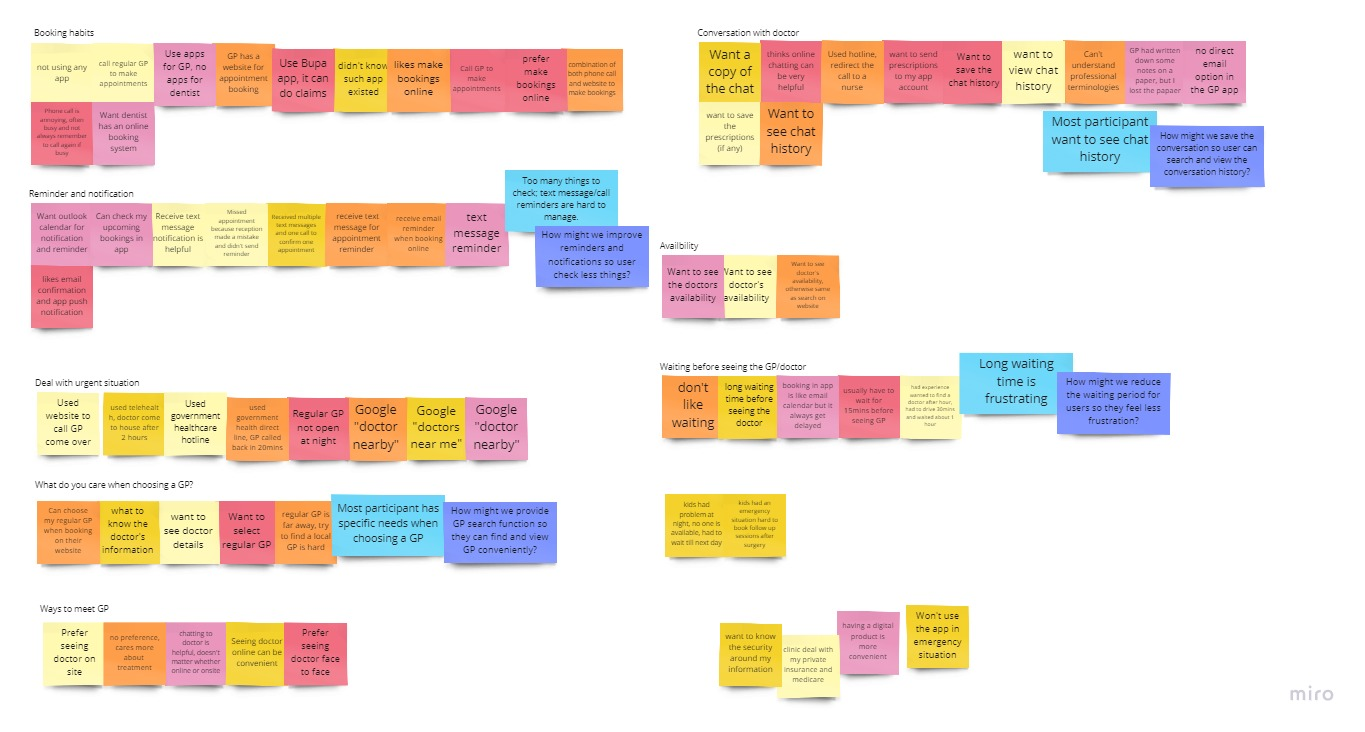 Booking habits
not using any
app
call regular GP
to make
appointments
Use apps
for GP, no
apps for
dentist
GP has a
website for
appointment
booking
Use Bupa
app, it can
do claims
didn't know
such app
existed
likes make
bookings
online
Call GP to
make
appointments
prefer
make
bookings
online
combination of
both phone call
and website to
make bookings
Phone call is
annoying, often
busy and not
always remember
to call again if
busy
Want dentist
has an online
booking
system
Reminder and notification
Want outlook
calendar for
notification
and reminder
Can check my
upcoming
bookings in
app
Receive text
message
notification is
helpful
Missed
appointment
because reception
made a mistake
and didn't send
reminder
Received multiple
text messages
and one call to
confirm one
appointment
receive text
message for
appointment
reminder
receive email
reminder
when booking
online
text
message
reminder
Too many things to
check; text message/call
reminders are hard to
manage.
How might we improve
reminders and
notifications so user
check less things?
likes email
confirmation
and app push
notification
Deal with urgent situation
Used
website to
call GP
come over
used telehealt
h, doctor come
to house after
2 hours
Used
government
healthcare
hotline
used
government
health direct
line, GP called
back in 20mins
Regular GP
not open
at night
Google
"doctor
nearby"
Google
"doctors
near me"
Google
"doctor
nearby"
What do you care when choosing a GP?
Can choose
my regular GP
when booking
on their
website
what to
know the
doctor's
information
want to
see doctor
details
Want to
select
regular GP
regular GP is
far away, try
to find a local
GP is hard
Most participant has
specific needs when
choosing a GP
How might we provide
GP search function so
they can find and view
GP conveniently?
Ways to meet GP
Prefer
seeing
doctor on
site
no preference,
cares more
about
treatment
chatting to
doctor is
helpful, doesn't
matter whether
online or onsite
Seeing doctor
online can be
convenient
Prefer
seeing
doctor face
to face
Conversation with doctor
Want a
copy of
the chat
thinks online
chatting can
be very
helpful
Used hotline,
redirect the
call to a
nurse
want to send
prescriptions
to my app
account
Want to
save the
chat history
want to
view chat
history
Can't
understand
professional
terminologies
GP had written
down some
notes on a
paper, but I
lost the papaer
no direct
email
option in
the GP app
want to save
the
prescriptions
(if any)
Want to
see chat
history
Most participant
want to see chat
history
How might we save the
conversation so user can
search and view the
conversation history?
Availbility
Want to see
the doctors
availability
Want to see
doctor's
availability
Want to see
doctor's
availability,
otherwise same
as search on
website
Waiting before seeing the GP/doctor
don't
like
waiting
long waiting
time before
seeing the
doctor
booking in app
is like email
calendar but is
always get
delayed
usually have to
wait for
15mins before
seeing GP
had experience
wanted to find a
doctor after hour,
had to drive 30mins
and waited about 1
hour
Long waiting
time is
frustrating
How might we reduce
the waiting period for
users so they feel less
frustration?
kids had
problem at
night, no one is
available, had to
wait till next day
kids had an
emergency
situation hard to
book follow up
sessions after
surgery
want to know
the security
around my
information
clinic deal with
my private
insurance and
medicare
having a digital
product is
more
convenient
Won't use
the app in
emergency
situation
miro